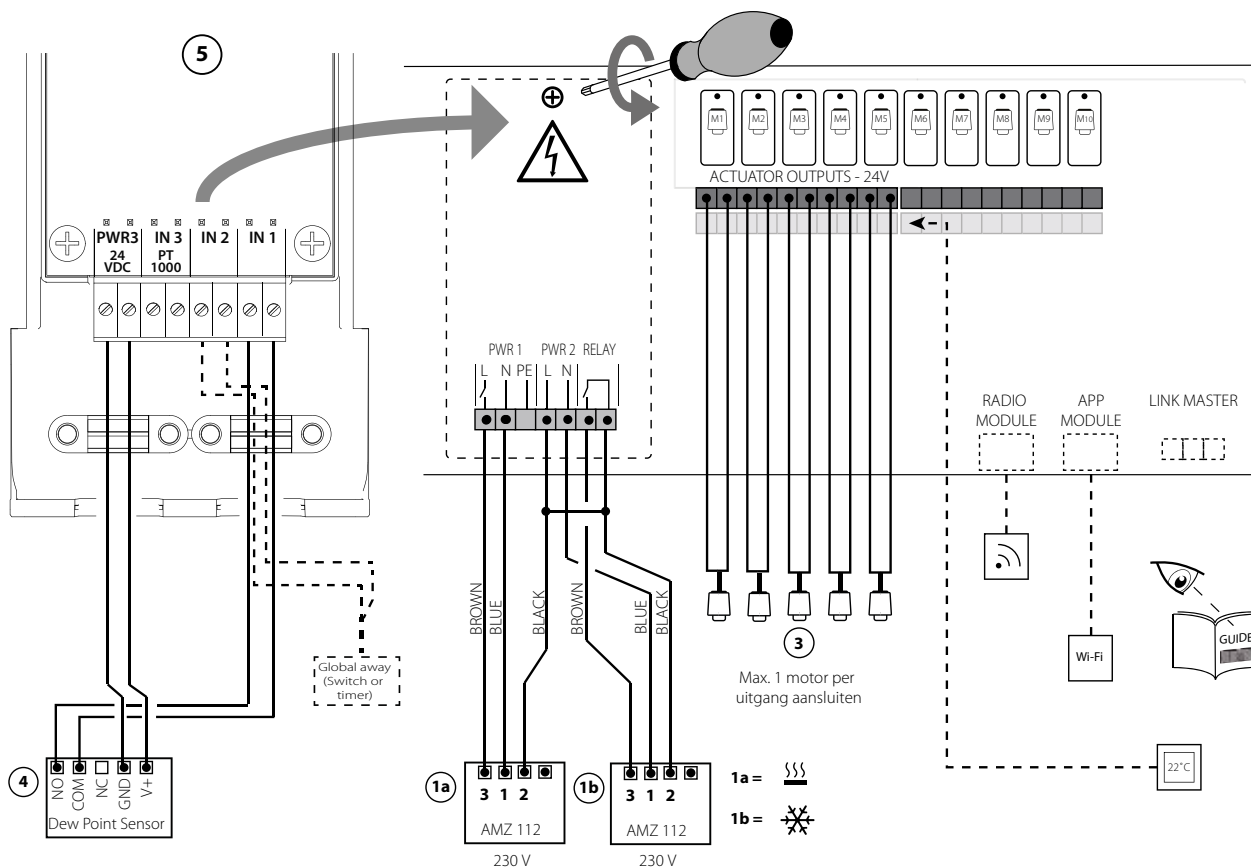 5
M1 M2 M3 M4 M5 M6 M7 M8 M9 M10
ACTUATOR OUTPUTS - 24V
PWR3 IN 3 IN 2 IN 1
24 VDC
PT 1000
PWR 1 PWR 2 RELAY
L N PE L N
RADIO MODULE
APP MODULE
LINK MASTER
BROWN
BLUE
BLACK
BROWN
BLUE
BLACK
GUIDE
Wi-Fi
3
Max. 1 motor per
uitgang aansluiten
Global away
(Switch or
timer)
4
NO
COM
NC
GND
V+
Dew Point Sensor
1a
3 1 2
AMZ 112
230 V
1b
3 1 2
AMZ 112
230 V
1a =
1b =
22°C